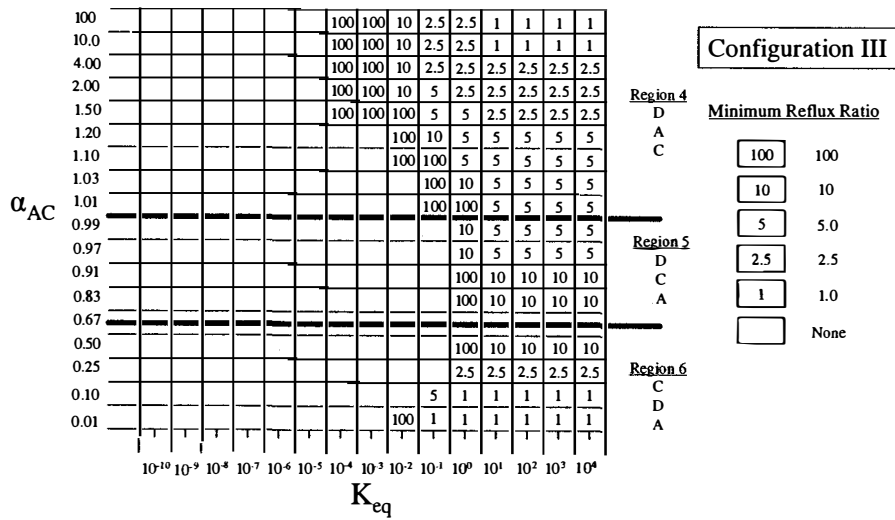 100 100 100 10 2.5 2.5 1 1 1 1
10.0 100 100 10 2.5 2.5 1 1 1 1
4.00 100 100 10 2.5 2.5 2.5 2.5 2.5 2.5
2.00 100 100 10 5 2.5 2.5 2.5 2.5 2.5
1.50 100 100 100 5 5 2.5 2.5 2.5 2.5
1.20 100 10 5 5 5 5 5
1.10 100 100 5 5 5 5 5
1.03 100 10 5 5 5 5
1.01 100 100 5 5 5 5
0.99 10 5 5 5 5
0.97 10 5 5 5 5
0.91 100 10 10 10 10
0.83 100 10 10 10 10
0.67
0.50 100 10 10 10 10
0.25 2.5 2.5 2.5 2.5 2.5
0.10 5 1 1 1 1 1
0.01 100 1 1 1 1 1 1
α_AC
10⁻¹⁰ 10⁻⁹ 10⁻⁸ 10⁻⁷ 10⁻⁶ 10⁻⁵ 10⁻⁴ 10⁻³ 10⁻² 10⁻¹ 10⁰ 10¹ 10² 10³ 10⁴
K_eq
Region 4
D
A
C
Region 5
D
C
A
Region 6
C
D
A
Configuration III
Minimum Reflux Ratio
100 100
10 10
5 5.0
2.5 2.5
1 1.0
None